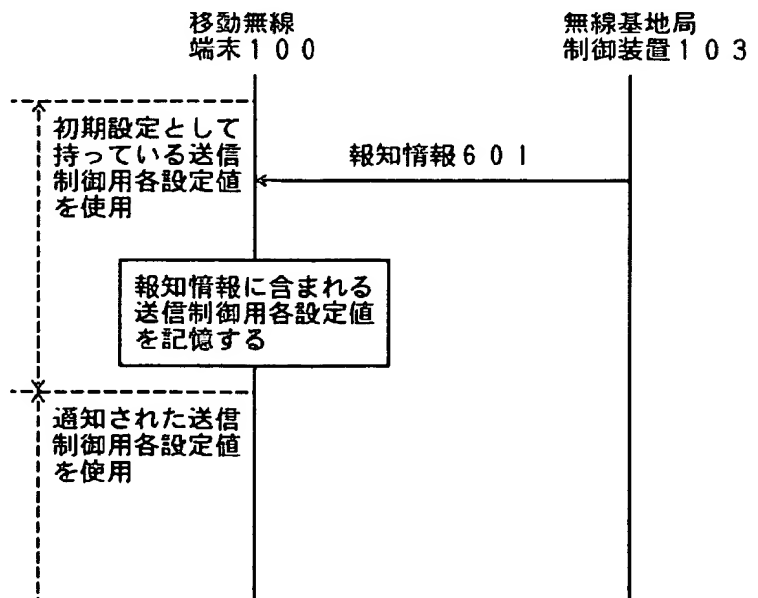 移動無線
端末100
無線基地局
制御装置103
初期設定として
持っている送信
制御用各設定値
を使用
報知情報601
報知情報に含まれる
送信制御用各設定値
を記憶する
通知された送信
制御用各設定値
を使用